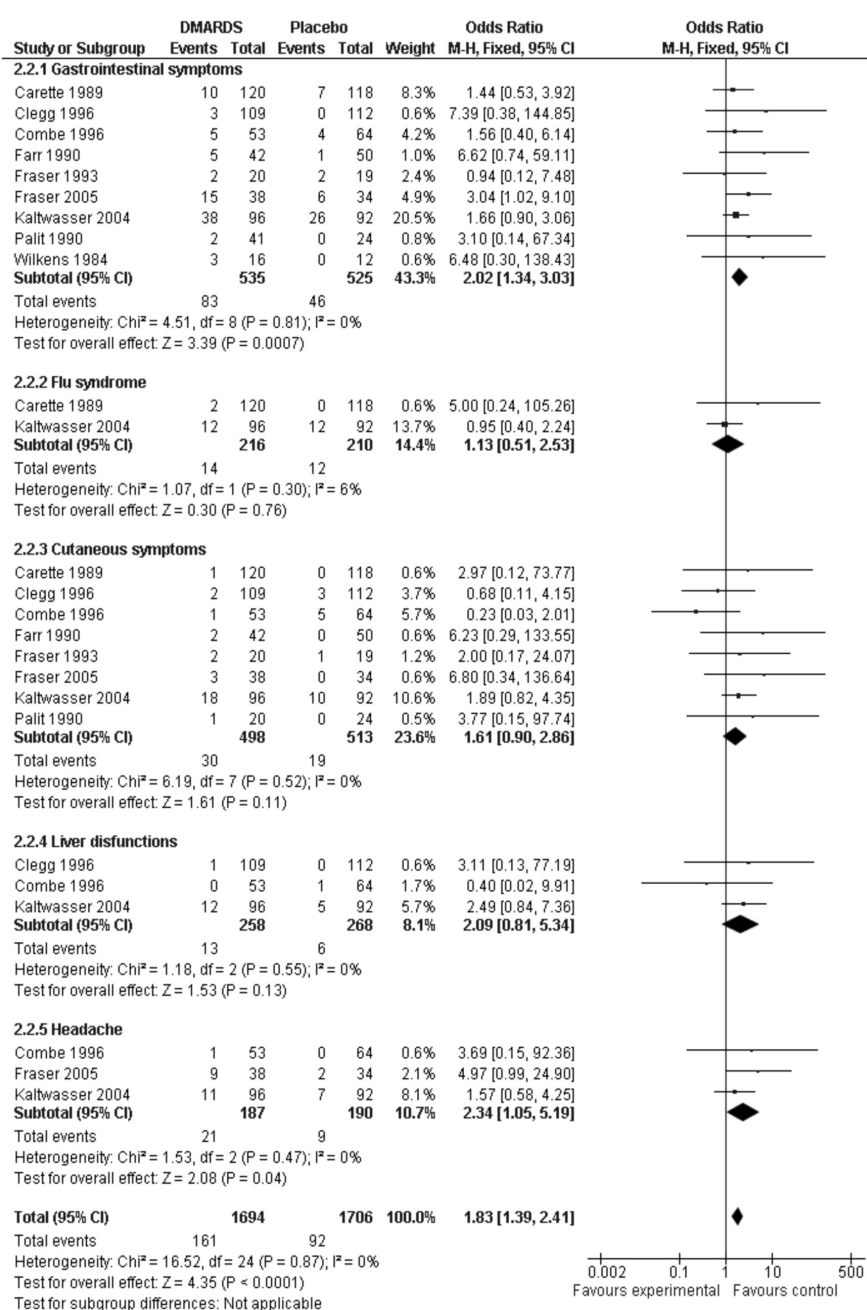 DMARDS Placebo Odds Ratio Odds Ratio
Study or Subgroup Events Total Events Total Weight M-H, Fixed, 95% CI M-H, Fixed, 95% CI
2.2.1 Gastrointestinal symptoms
Carette 1989 10 120 7 118 8.3% 1.44 [0.53, 3.92]
Clegg 1996 3 109 0 112 0.6% 7.39 [0.38, 144.85]
Combe 1996 5 53 4 64 4.2% 1.56 [0.40, 6.14]
Farr 1990 5 42 1 50 1.0% 6.62 [0.74, 59.11]
Fraser 1993 2 20 2 19 2.4% 0.94 [0.12, 7.48]
Fraser 2005 15 38 6 34 4.9% 3.04 [1.02, 9.10]
Kaltwasser 2004 38 96 26 92 20.5% 1.66 [0.90, 3.06]
Palit 1990 2 41 0 24 0.8% 3.10 [0.14, 67.34]
Wilkens 1984 3 16 0 12 0.6% 6.48 [0.30, 138.43]
Subtotal (95% CI) 535 525 43.3% 2.02 [1.34, 3.03]
Total events 83 46
Heterogeneity: Chi² = 4.51, df = 8 (P = 0.81); I² = 0%
Test for overall effect: Z = 3.39 (P = 0.0007)
2.2.2 Flu syndrome
Carette 1989 2 120 0 118 0.6% 5.00 [0.24, 105.26]
Kaltwasser 2004 12 96 12 92 13.7% 0.95 [0.40, 2.24]
Subtotal (95% CI) 216 210 14.4% 1.13 [0.51, 2.53]
Total events 14 12
Heterogeneity: Chi² = 1.07, df = 1 (P = 0.30); I² = 6%
Test for overall effect: Z = 0.30 (P = 0.76)
2.2.3 Cutaneous symptoms
Carette 1989 1 120 0 118 0.6% 2.97 [0.12, 73.77]
Clegg 1996 2 109 3 112 3.7% 0.68 [0.11, 4.15]
Combe 1996 1 53 5 64 5.7% 0.23 [0.03, 2.01]
Farr 1990 2 42 0 50 0.6% 6.23 [0.29, 133.55]
Fraser 1993 2 20 1 19 1.2% 2.00 [0.17, 24.07]
Fraser 2005 3 38 0 34 0.6% 6.80 [0.34, 136.64]
Kaltwasser 2004 18 96 10 92 10.6% 1.89 [0.82, 4.35]
Palit 1990 1 20 0 24 0.5% 3.77 [0.15, 97.74]
Subtotal (95% CI) 498 513 23.6% 1.61 [0.90, 2.86]
Total events 30 19
Heterogeneity: Chi² = 6.19, df = 7 (P = 0.52); I² = 0%
Test for overall effect: Z = 1.61 (P = 0.11)
2.2.4 Liver disfunctions
Clegg 1996 1 109 0 112 0.6% 3.11 [0.13, 77.19]
Combe 1996 0 53 1 64 1.7% 0.40 [0.02, 9.91]
Kaltwasser 2004 12 96 5 92 5.7% 2.49 [0.84, 7.36]
Subtotal (95% CI) 258 268 8.1% 2.09 [0.81, 5.34]
Total events 13 6
Heterogeneity: Chi² = 1.18, df = 2 (P = 0.55); I² = 0%
Test for overall effect: Z = 1.53 (P = 0.13)
2.2.5 Headache
Combe 1996 1 53 0 64 0.6% 3.69 [0.15, 92.36]
Fraser 2005 9 38 2 34 2.1% 4.97 [0.99, 24.90]
Kaltwasser 2004 11 96 7 92 8.1% 1.57 [0.58, 4.25]
Subtotal (95% CI) 187 190 10.7% 2.34 [1.05, 5.19]
Total events 21 9
Heterogeneity: Chi² = 1.53, df = 2 (P = 0.47); I² = 0%
Test for overall effect: Z = 2.08 (P = 0.04)
Total (95% CI) 1694 1706 100.0% 1.83 [1.39, 2.41]
Total events 161 92
Heterogeneity: Chi² = 16.52, df = 24 (P = 0.87); I² = 0%
Test for overall effect: Z = 4.35 (P < 0.0001)
Test for subgroup differences: Not applicable
0.002 0.1 1 10 500
Favours experimental Favours control